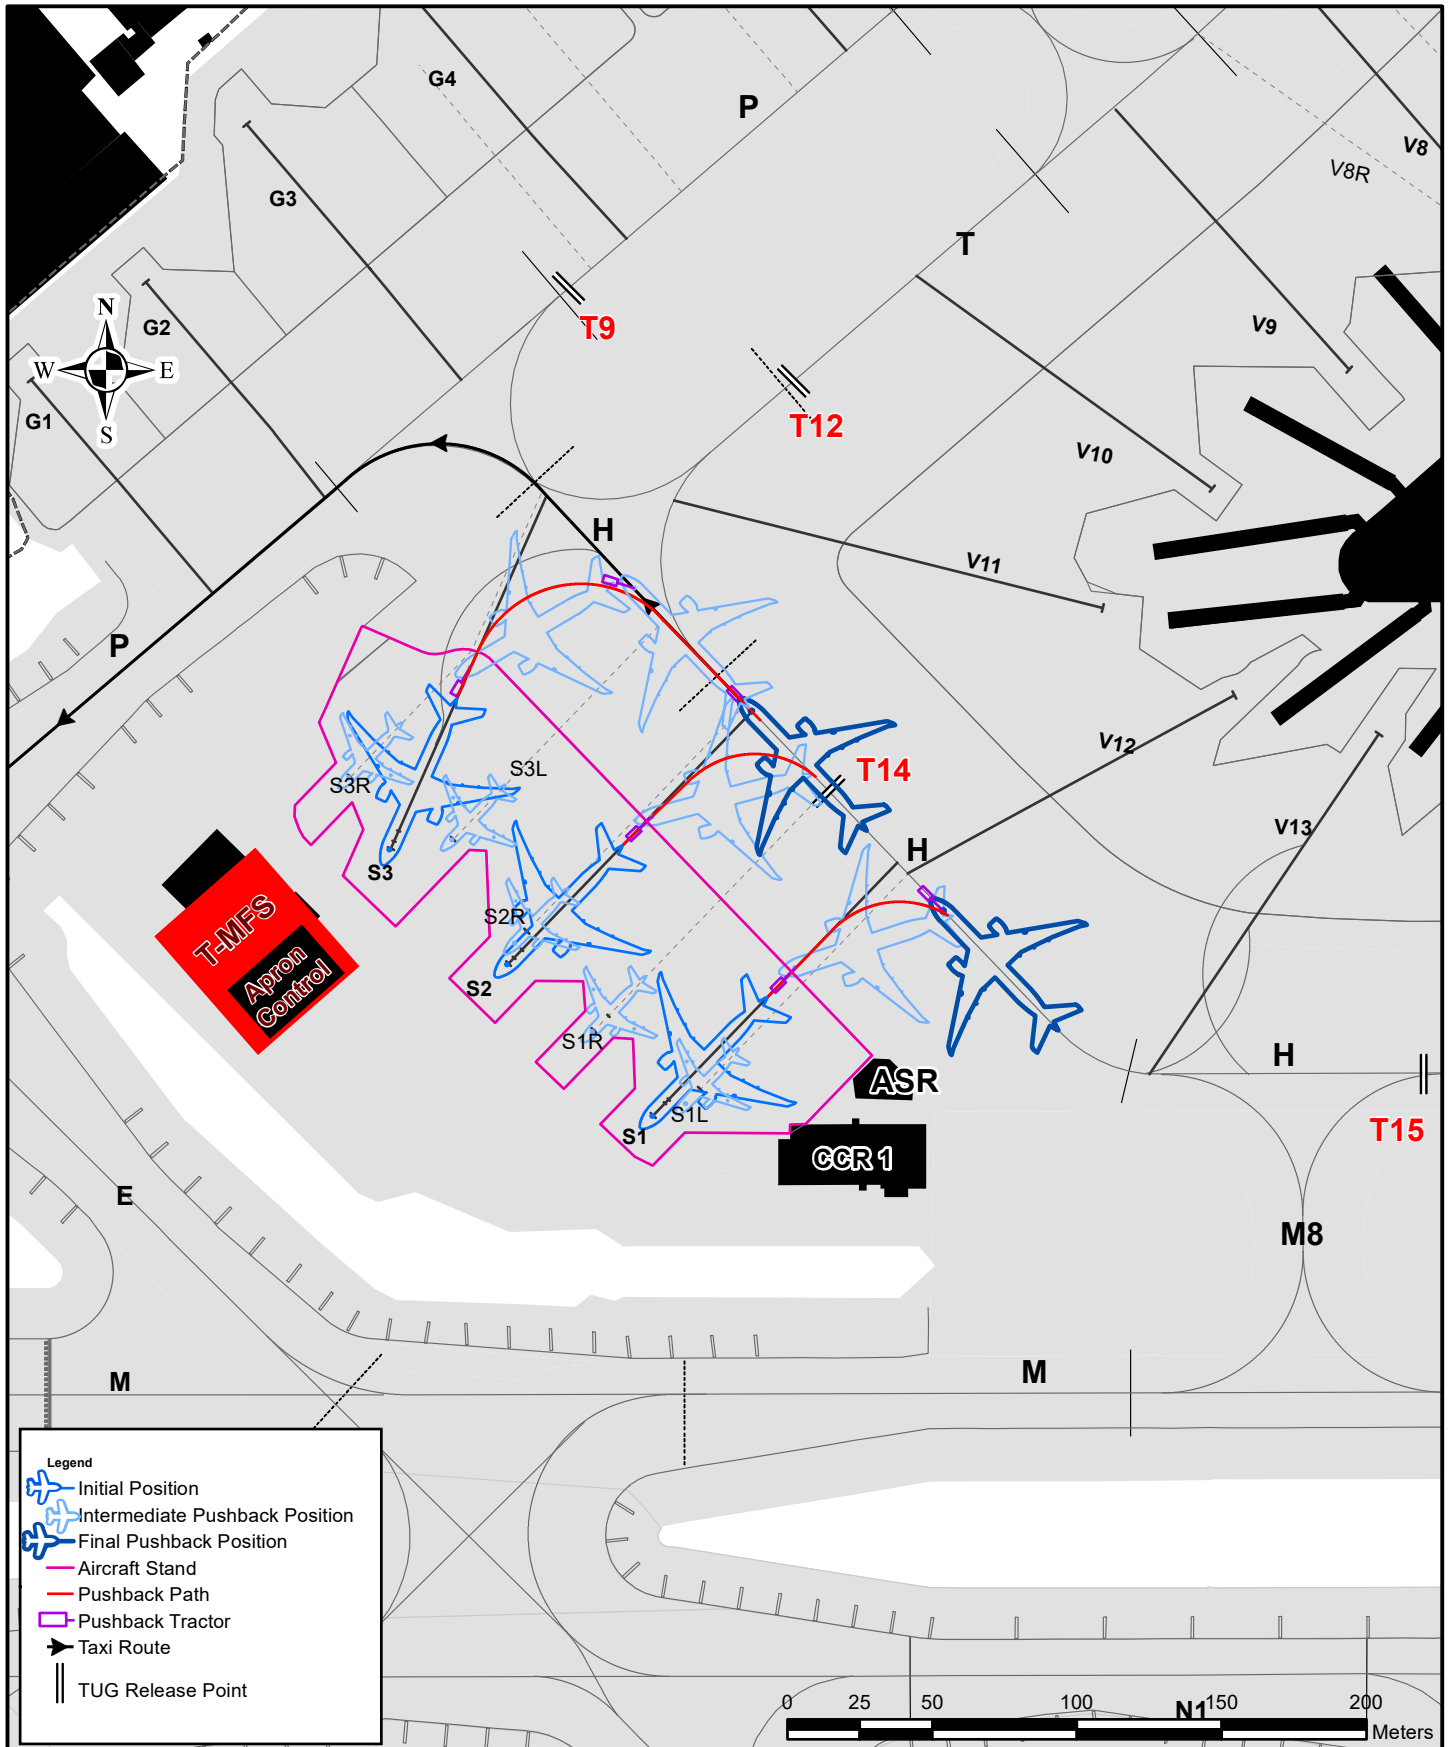 G4
P
V8
V8R
G3
T
N
G2
W
E
T9
V9
G1
S
T12
V10
H
V11
P
V12
S3L
T14
S3R
V13
H
S3
S2R
T-MFS
Apron
Control
S2
S1R
H
ASR
S1L
S1
T15
CCR 1
E
M8
M
M
Legend
Initial Position
Intermediate Pushback Position
Final Pushback Position
Aircraft Stand
Pushback Path
Pushback Tractor
Taxi Route
TUG Release Point
0 25 50 100 150 200
N1
Meters